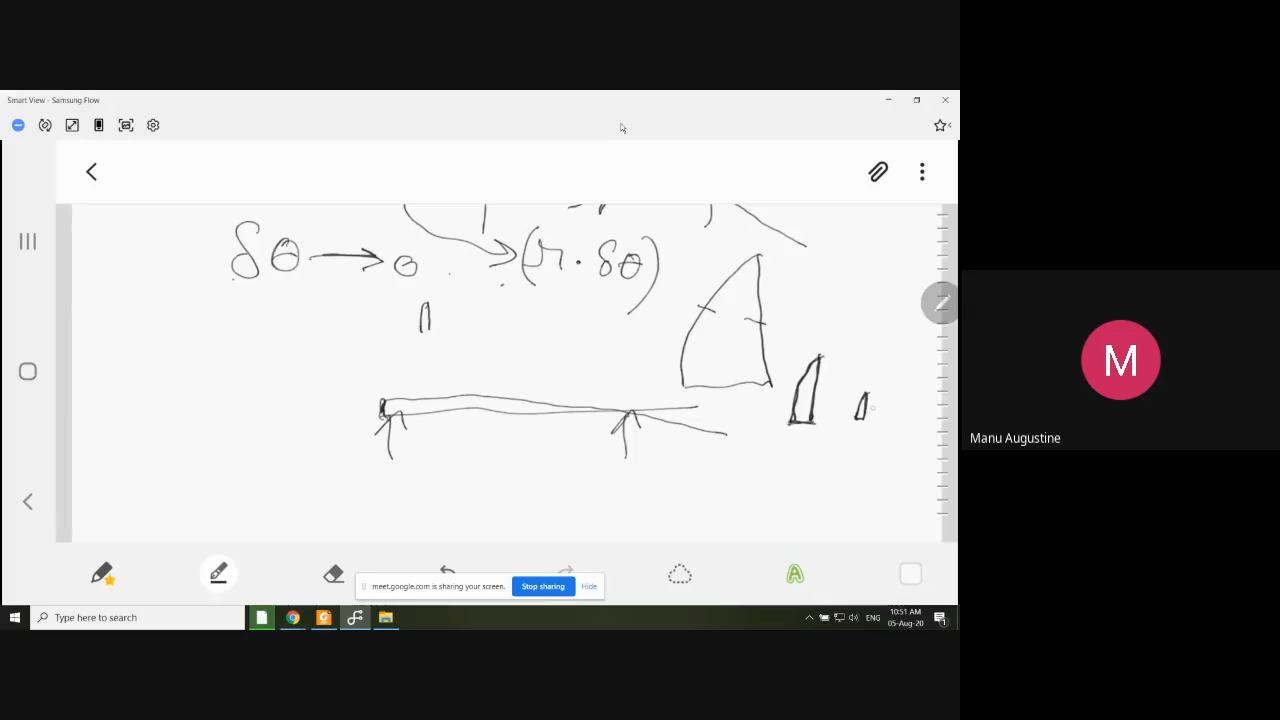 Smart View - Samsung Flow
δθ → θ (r · δθ)
M
Manu Augustine
meet.google.com is sharing your screen.
Stop sharing
Hide
Type here to search
ENG
10:51 AM
05-Aug-20